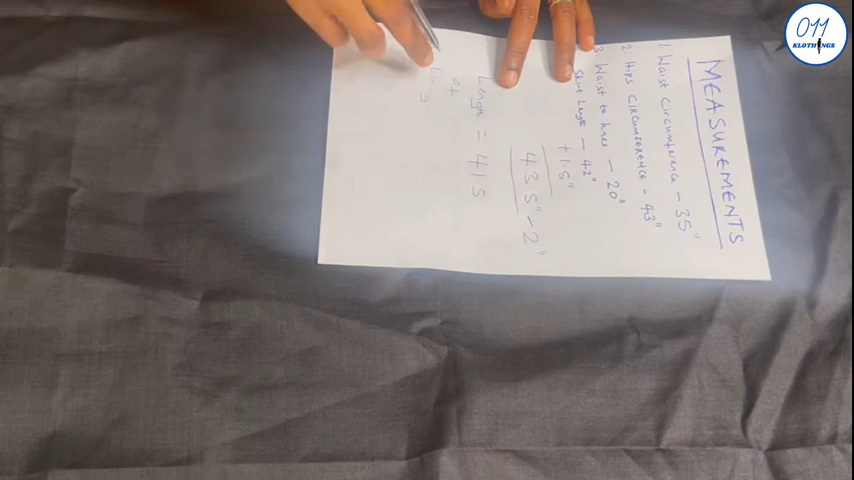 MEASUREMENTS
1. Waist Circumference - 35"
2 Hips CIRCUMFERENCE - 43"
3. Waist to knee - 20"
Skirt length - 42"
+1.5"
43 5" - 2"
Length = 41 5
of
011
KLOTHINGS